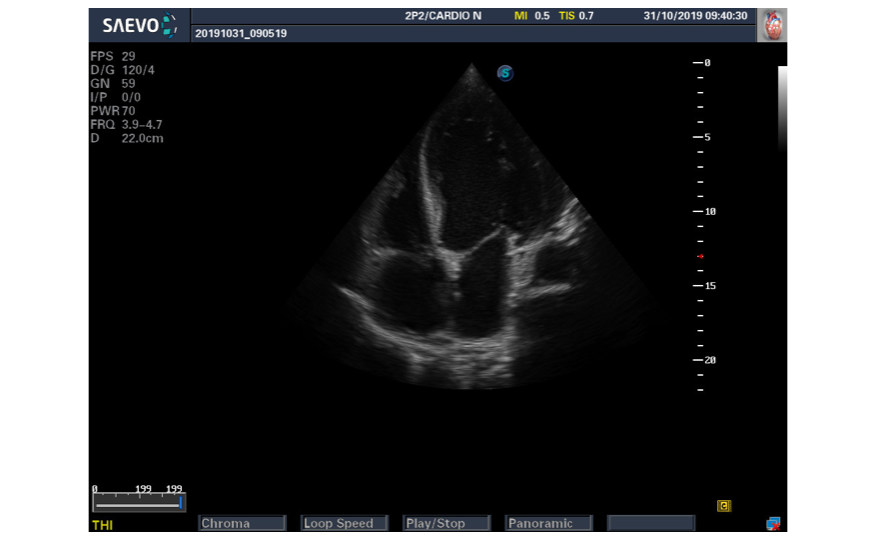 SAEVO
2P2/CARDIO N MI 0.5 TIS 0.7 31/10/2019 09:40:30
20191031_090519
FPS 29
D/G 120/4
GN 59
I/P 0/0
PWR 70
FRQ 3.9-4.7
D 22.0cm
S
0
5
10
15
20
0 199 199
THI
C
Chroma Loop Speed Play/Stop Panoramic